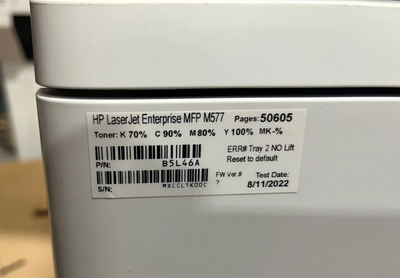 HP LaserJet Enterprise MFP M577 Pages: 50605
Toner: K 70% C 90% M 80% Y 100% MK-%
ERR# Tray 2 NO Lift
P/N: B5L46A Reset to default
FW Ver.# Test Date:
S/N: MXCCL1K0DC ? 8/11/2022